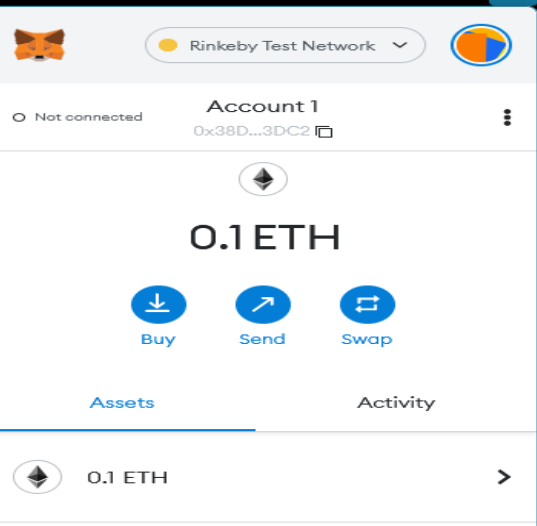 Rinkeby Test Network
Not connected
Account 1
0x38D...3DC2
0.1 ETH
Buy
Send
Swap
Assets
Activity
0.1 ETH